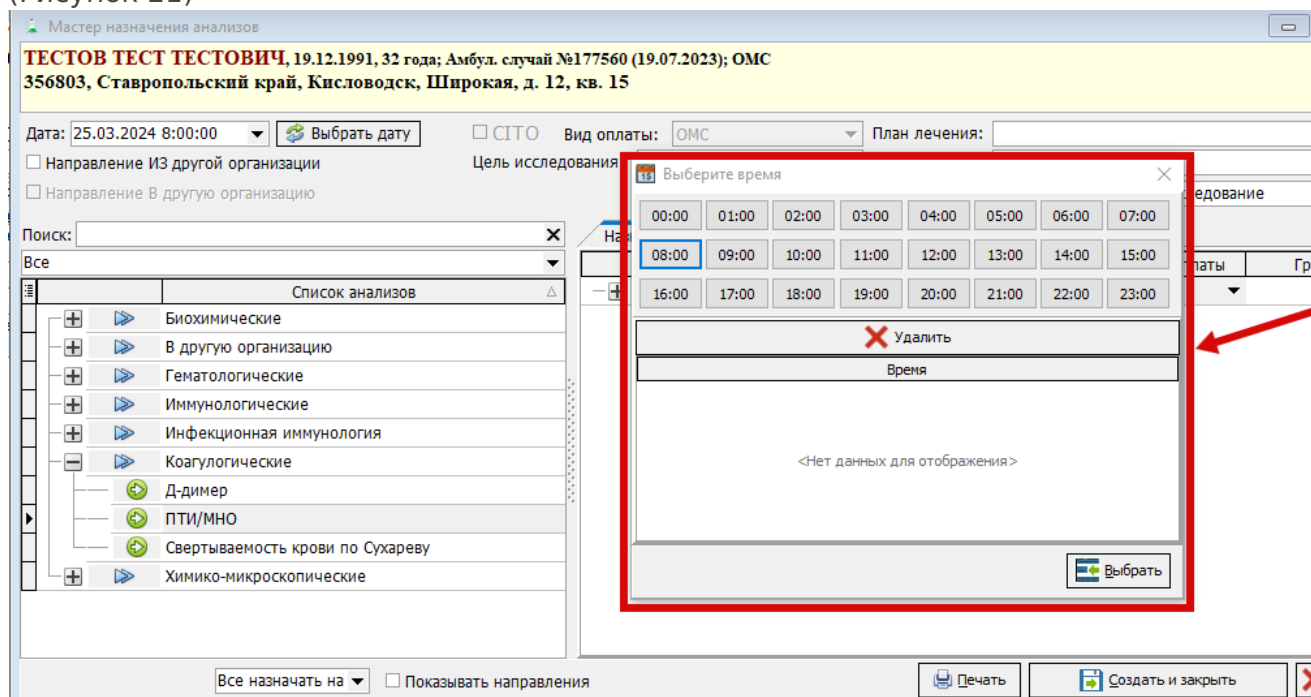 Мастер назначения анализов
ТЕСТОВ ТЕСТ ТЕСТОВИЧ, 19.12.1991, 32 года; Амбул. случай №177560 (19.07.2023); ОМС
356803, Ставропольский край, Кисловодск, Широкая, д. 12, кв. 15
Дата: 25.03.2024 8:00:00 Выбрать дату CITO Вид оплаты: ОМС План лечения:
Направление ИЗ другой организации Цель исследования
Направление В другую организацию
Выберите время
00:00 01:00 02:00 03:00 04:00 05:00 06:00 07:00
08:00 09:00 10:00 11:00 12:00 13:00 14:00 15:00
16:00 17:00 18:00 19:00 20:00 21:00 22:00 23:00
Удалить
Время
<Нет данных для отображения>
Выбрать
Поиск:
Все
Список анализов
Биохимические
В другую организацию
Гематологические
Иммунологические
Инфекционная иммунология
Коагулогические
Д-димер
ПТИ/МНО
Свертываемость крови по Сухареву
Химико-микроскопические
Все назначать на Показывать направления Печать Создать и закрыть